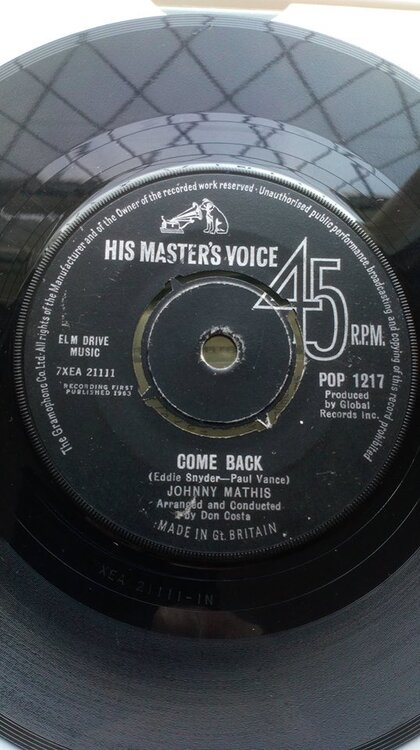 The Gramophone Co. Ltd. All rights of the Manufacturer and of the Owner of the recorded work reserved · Unauthorised public performance, broadcasting and copying of this record prohibited
HIS MASTER'S VOICE
45
R.P.M.
ELM DRIVE
MUSIC
7XEA 21111
RECORDING FIRST
PUBLISHED 1963
POP 1217
Produced
by Global
Records Inc.
COME BACK
(Eddie Snyder—Paul Vance)
JOHNNY MATHIS
Arranged and Conducted
by Don Costa
MADE IN Gt. BRITAIN
XEA 21111-1N